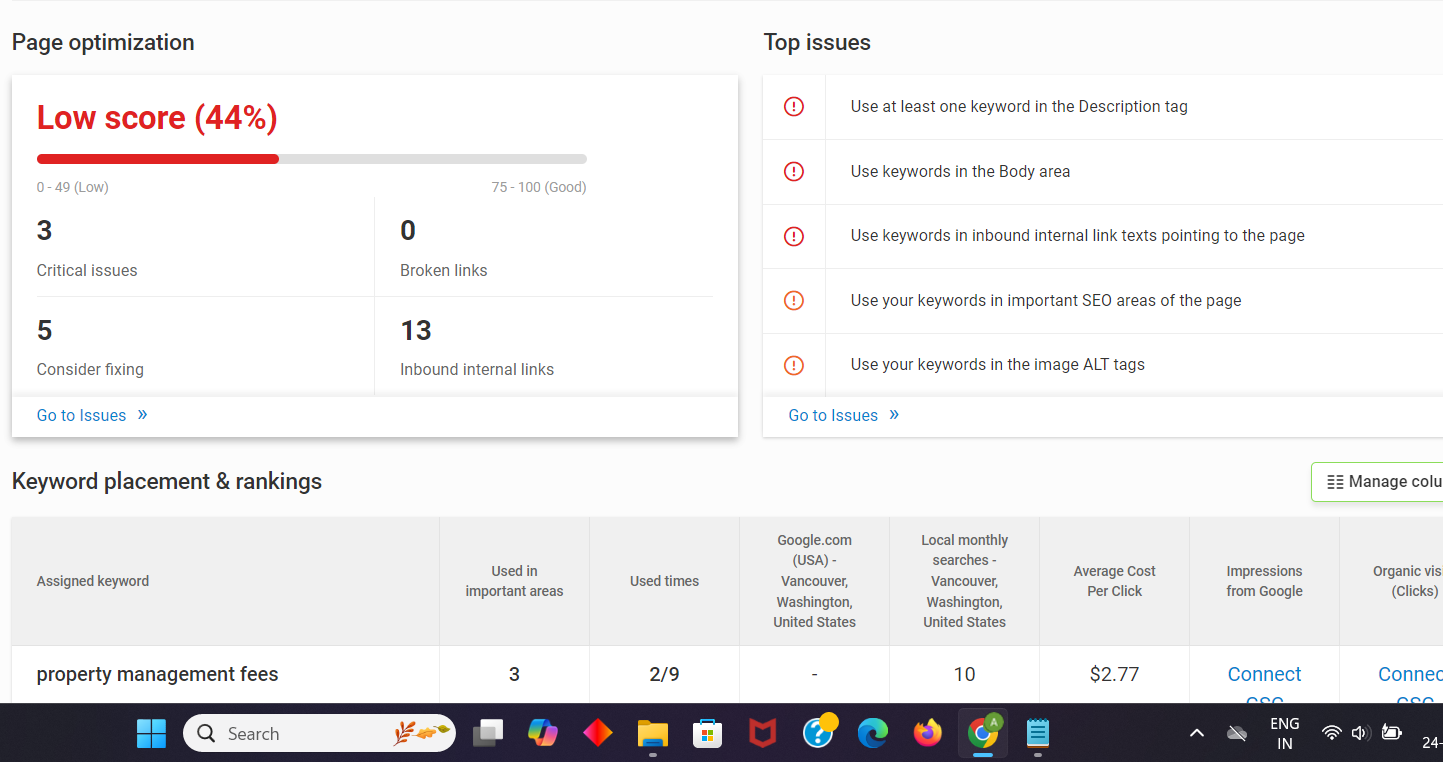 Page optimization
Low score (44%)
0 - 49 (Low)
75 - 100 (Good)
3
Critical issues
0
Broken links
5
Consider fixing
13
Inbound internal links
Go to Issues »
Top issues
Use at least one keyword in the Description tag
Use keywords in the Body area
Use keywords in inbound internal link texts pointing to the page
Use your keywords in important SEO areas of the page
Use your keywords in the image ALT tags
Go to Issues »
Keyword placement & rankings
Manage colu
Assigned keyword
Used in
important areas
Used times
Google.com
(USA) -
Vancouver,
Washington,
United States
Local monthly
searches -
Vancouver,
Washington,
United States
Average Cost
Per Click
Impressions
from Google
Organic visi
(Clicks)
property management fees
3
2/9
-
10
$2.77
Connect
GSC
Connec
GSC
Search
A
ENG
IN
24-